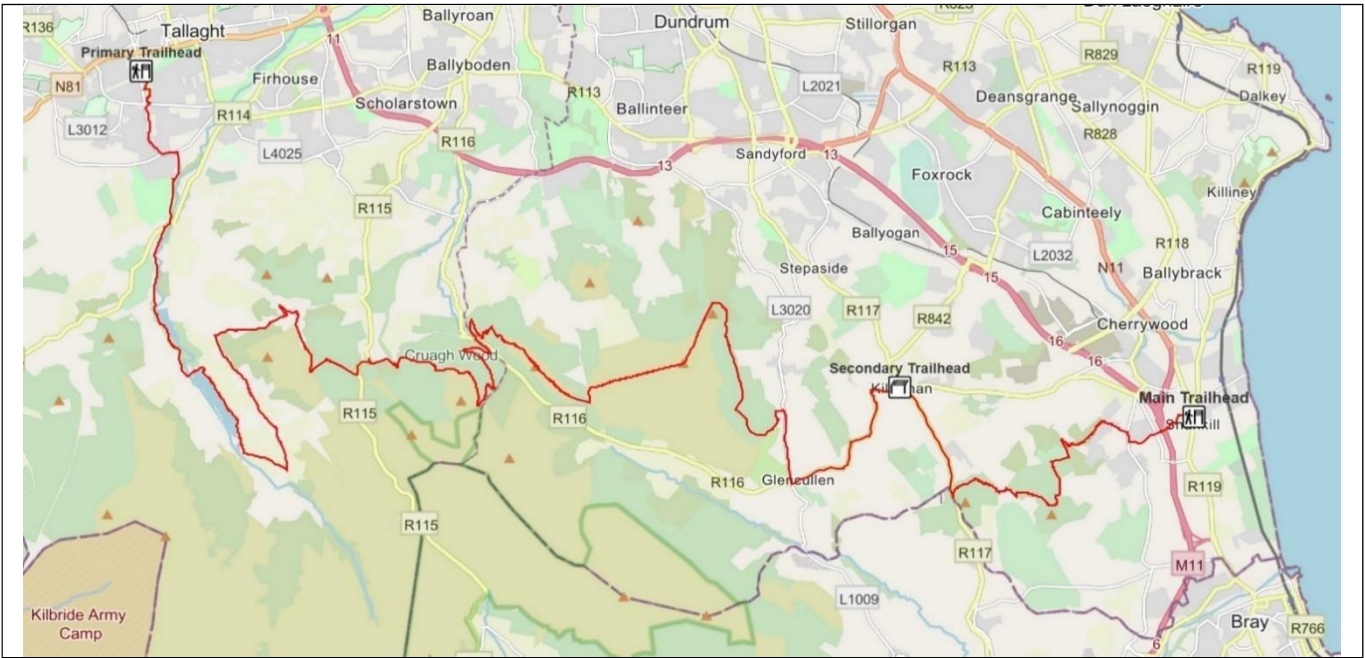 R136
Tallaght
Primary Trailhead
N81
L3012
Firhouse
R114
L4025
11
Ballyroan
Ballyboden
Scholarstown
R116
R115
Dundrum
R113
Ballinteer
13
Stillorgan
L2021
Sandyford
13
R113
R829
Deansgrange
Sallynoggin
R828
R119
Dalkey
Foxrock
Killiney
Cabinteely
Ballyogan
15
15
L2032
N11
R118
Ballybrack
Stepaside
L3020
R117
R842
Cherrywood
16
16
Cruagh Wood
R115
R116
Secondary Trailhead
Main Trailhead
R116
Glencullen
R119
R115
R117
M11
L1009
Kilbride Army
Camp
Bray
R766
6